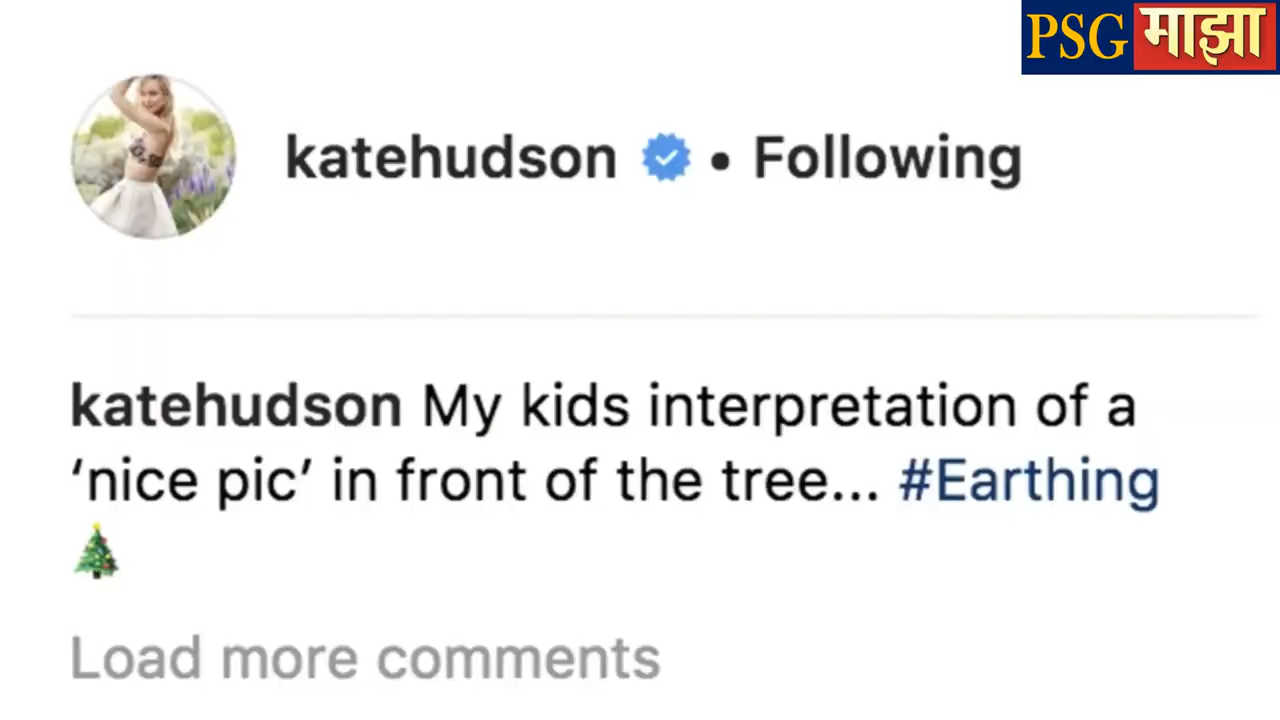 PSG माझा
katehudson • Following
katehudson My kids interpretation of a
‘nice pic’ in front of the tree... #Earthing
🎄
Load more comments